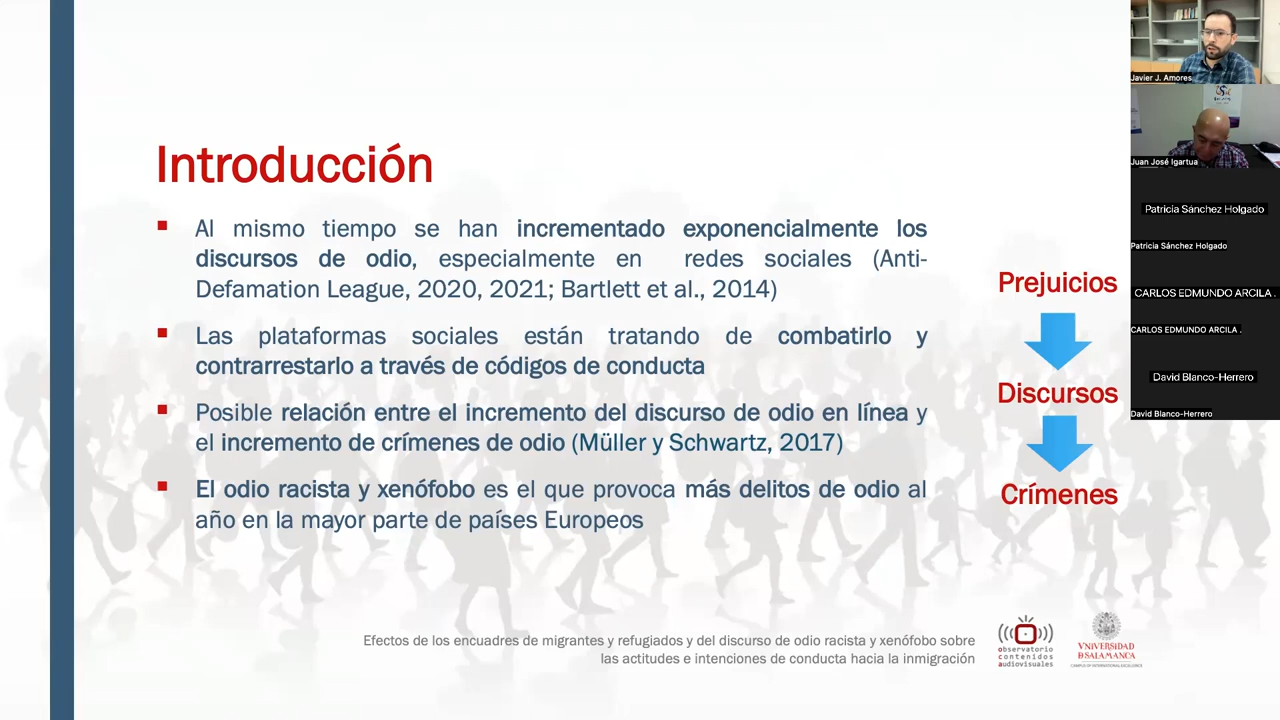 Introducción
Al mismo tiempo se han incrementado exponencialmente los
discursos de odio, especialmente en redes sociales (Anti-
Defamation League, 2020, 2021; Bartlett et al., 2014)
Las plataformas sociales están tratando de combatirlo y
contrarrestarlo a través de códigos de conducta
Posible relación entre el incremento del discurso de odio en línea y
el incremento de crímenes de odio (Müller y Schwartz, 2017)
El odio racista y xenófobo es el que provoca más delitos de odio al
año en la mayor parte de países Europeos
Prejuicios
Discursos
Crímenes
Efectos de los encuadres de migrantes y refugiados y del discurso de odio racista y xenófobo sobre
las actitudes e intenciones de conducta hacia la inmigración
observatorio
contenidos
audiovisuales
VNiVERSiDAD
D SALAMANCA
CAMPUS OF INTERNATIONAL EXCELLENCE
Javier J. Amores
Juan José Igartua
Patricia Sánchez Holgado
Patricia Sánchez Holgado
CARLOS EDMUNDO ARCILA .
CARLOS EDMUNDO ARCILA .
David Blanco-Herrero
David Blanco-Herrero